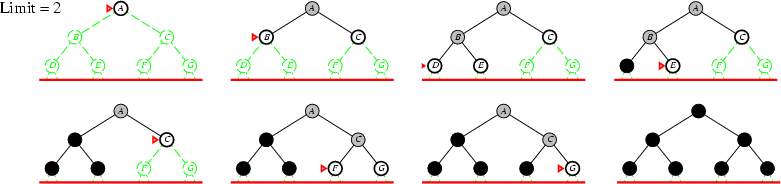 Limit = 2 A A A A
B C B C B C B C
D E F G D E F G D E F G E F G
A A A
C C C
F G F G G